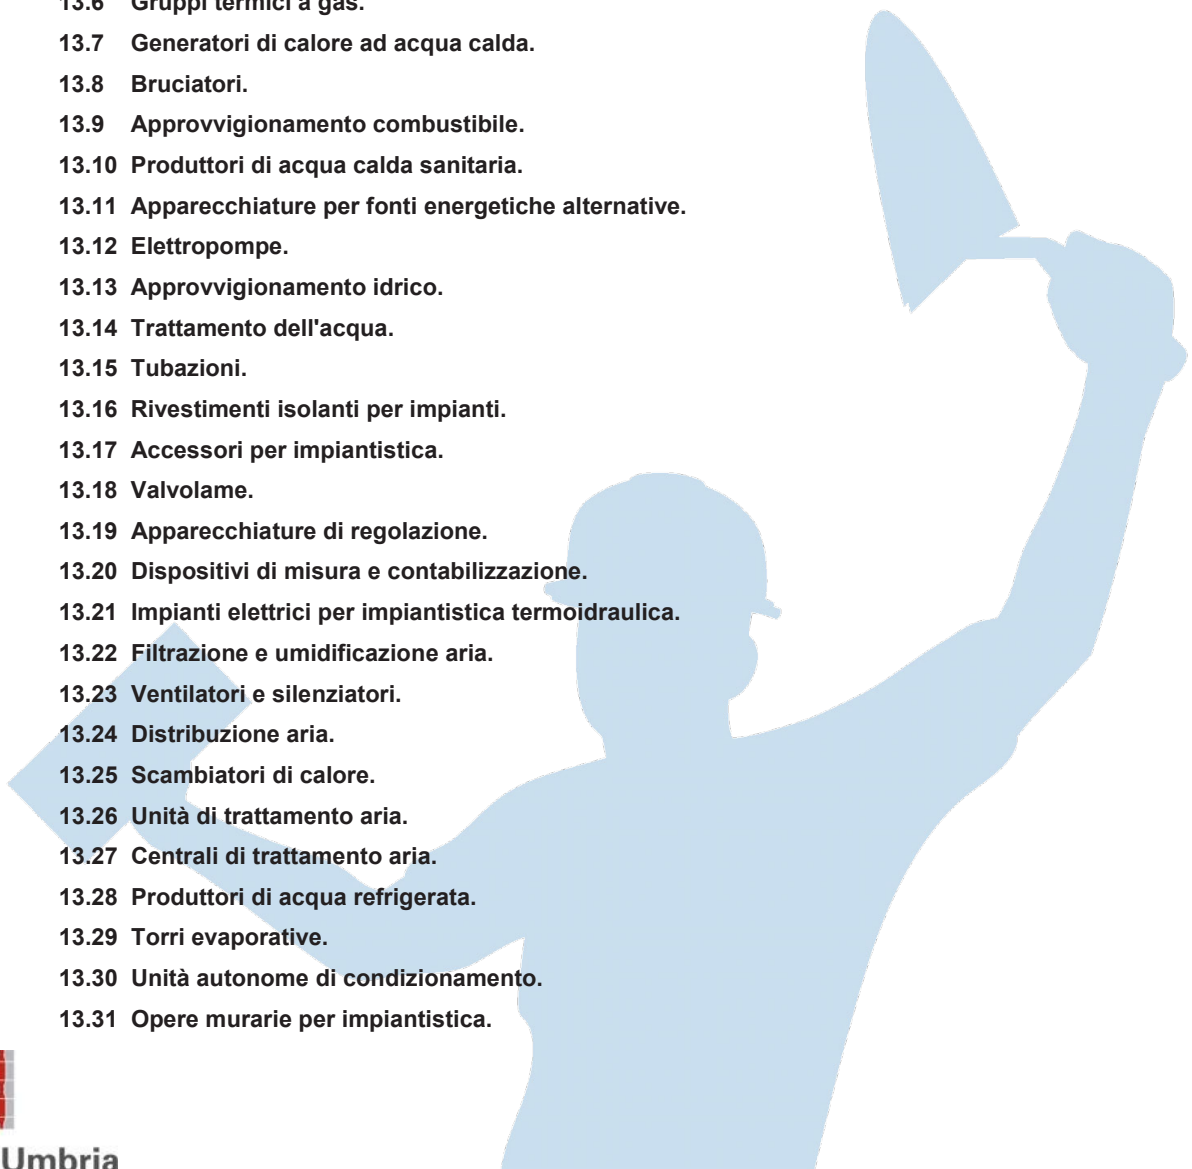 13.6 Gruppi termici a gas.
13.7 Generatori di calore ad acqua calda.
13.8 Bruciatori.
13.9 Approvvigionamento combustibile.
13.10 Produttori di acqua calda sanitaria.
13.11 Apparecchiature per fonti energetiche alternative.
13.12 Elettropompe.
13.13 Approvvigionamento idrico.
13.14 Trattamento dell'acqua.
13.15 Tubazioni.
13.16 Rivestimenti isolanti per impianti.
13.17 Accessori per impiantistica.
13.18 Valvolame.
13.19 Apparecchiature di regolazione.
13.20 Dispositivi di misura e contabilizzazione.
13.21 Impianti elettrici per impiantistica termoidraulica.
13.22 Filtrazione e umidificazione aria.
13.23 Ventilatori e silenziatori.
13.24 Distribuzione aria.
13.25 Scambiatori di calore.
13.26 Unità di trattamento aria.
13.27 Centrali di trattamento aria.
13.28 Produttori di acqua refrigerata.
13.29 Torri evaporative.
13.30 Unità autonome di condizionamento.
13.31 Opere murarie per impiantistica.
Umbria